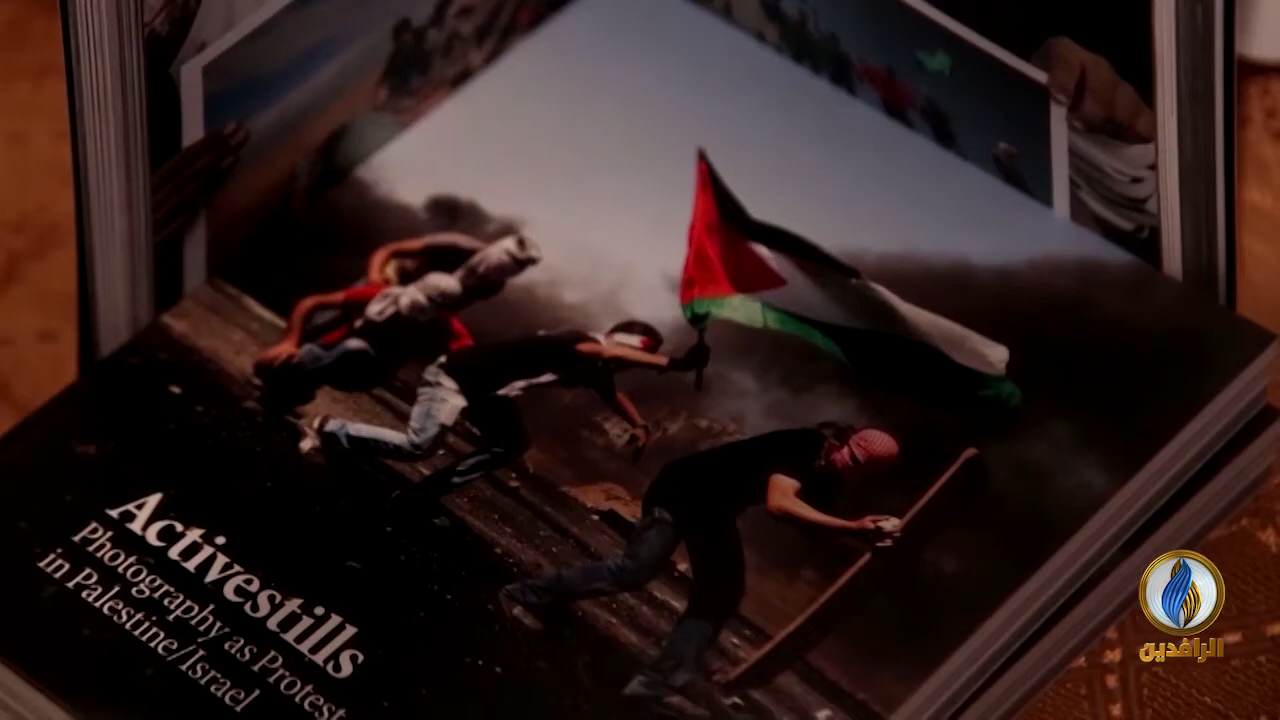 Activestills
Photography as Protest
in Palestine/Israel
الرافدين